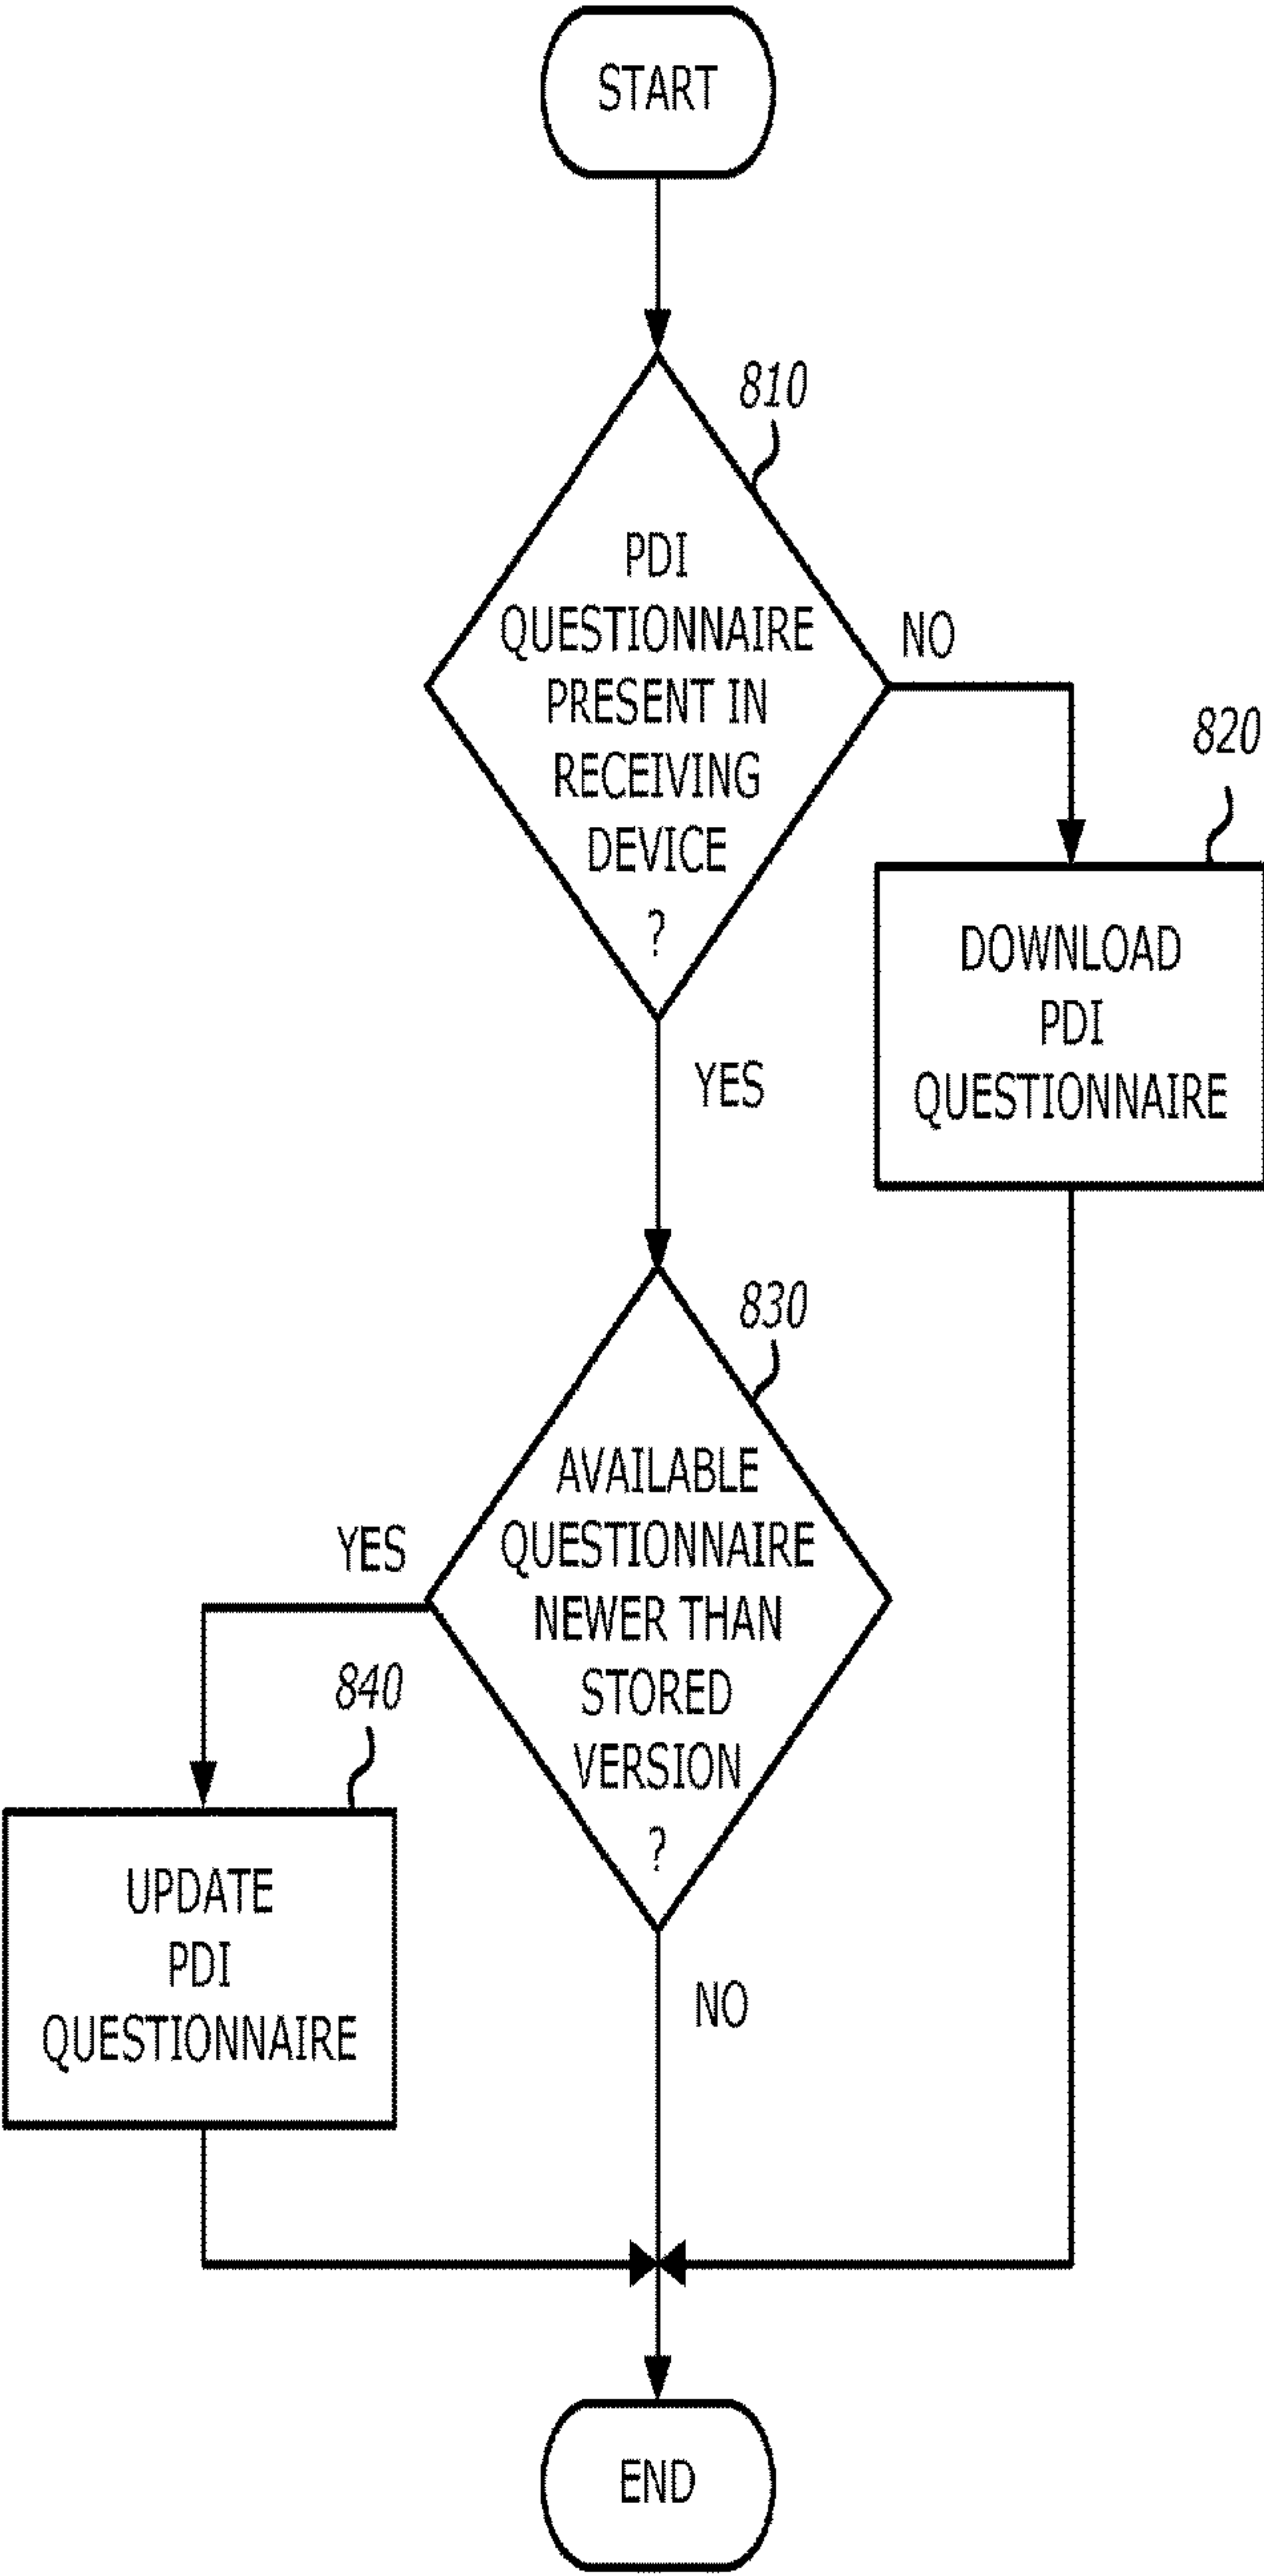 START
810
PDI
QUESTIONNAIRE
PRESENT IN
RECEIVING
DEVICE
?
NO
820
DOWNLOAD
PDI
QUESTIONNAIRE
YES
830
AVAILABLE
QUESTIONNAIRE
NEWER THAN
STORED
VERSION
?
YES
840
UPDATE
PDI
QUESTIONNAIRE
NO
END